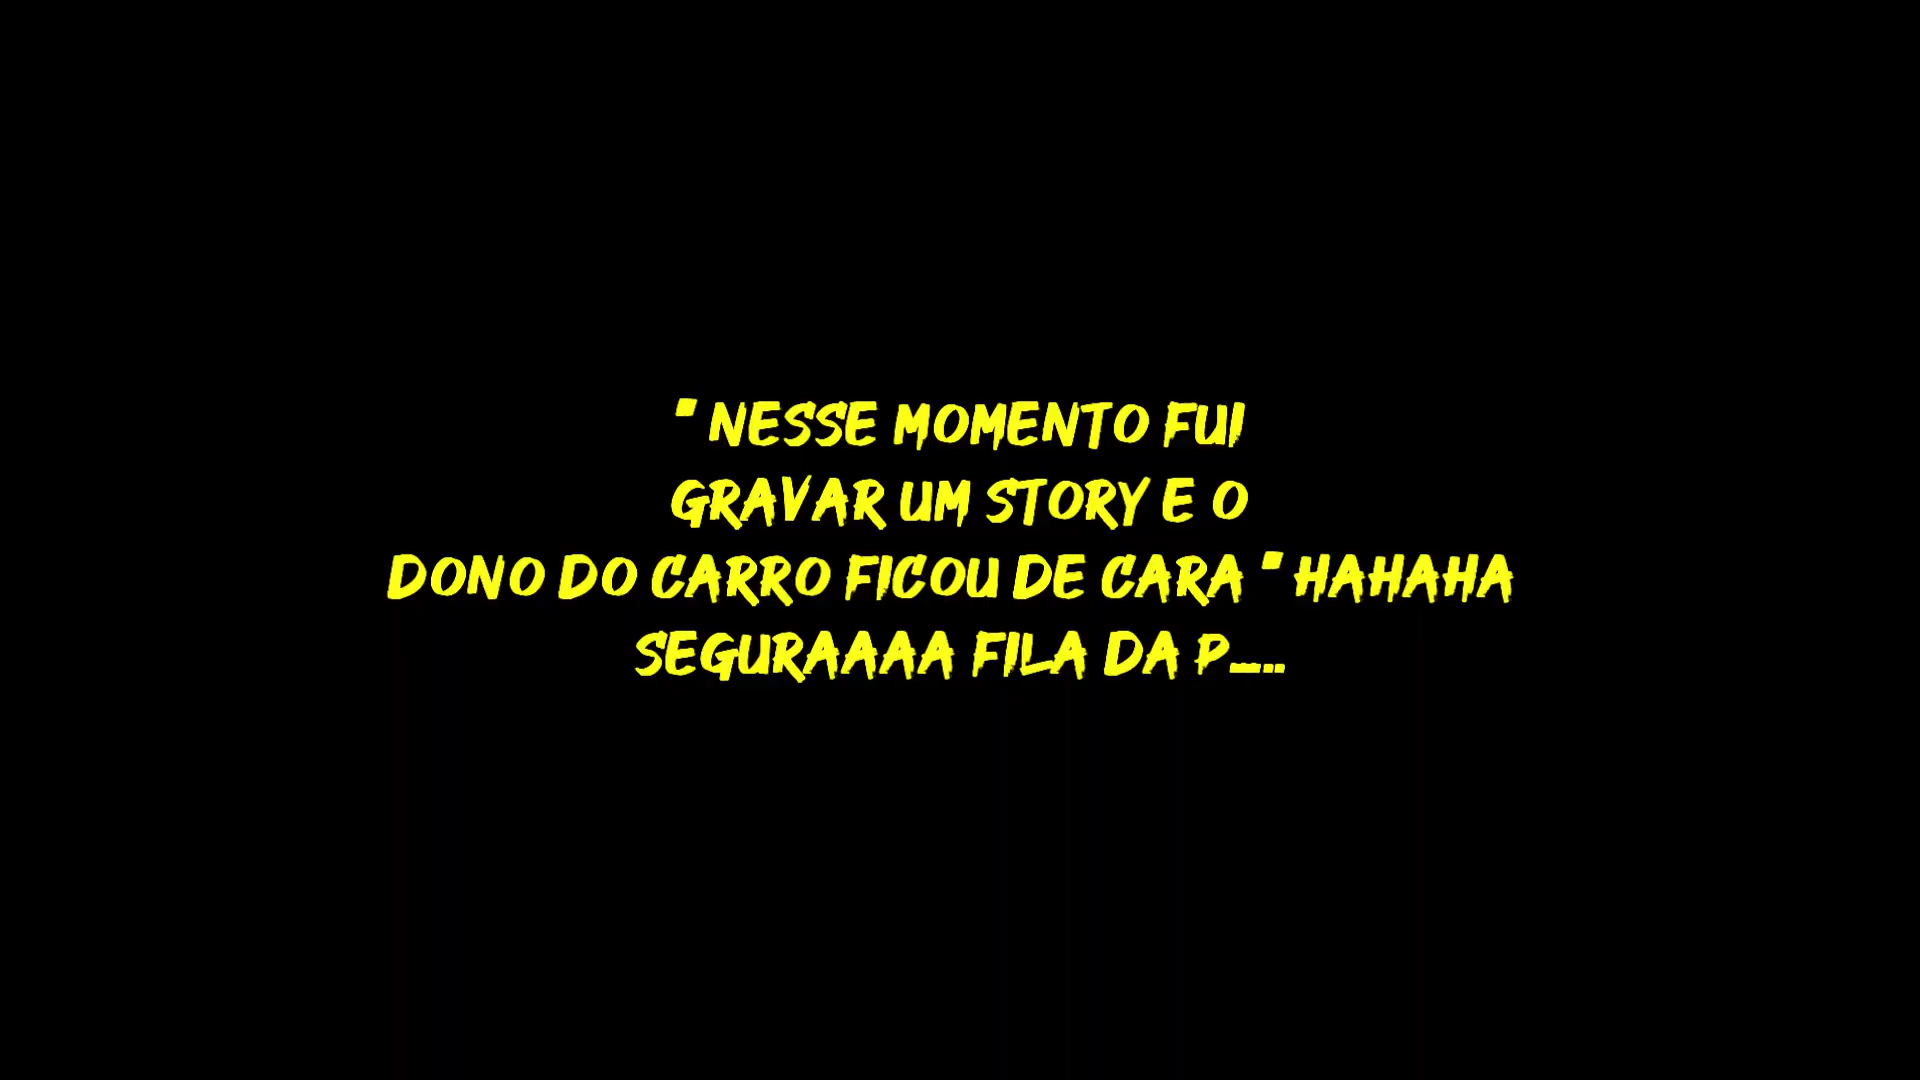 " NESSE MOMENTO FUI
GRAVAR UM STORY E O
DONO DO CARRO FICOU DE CARA " HAHAHA
SEGURAAAA FILA DA P.....